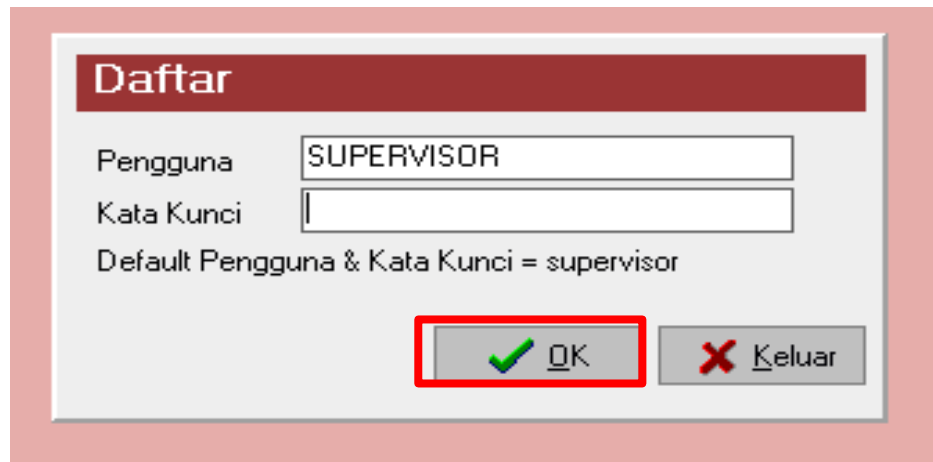 Daftar
Pengguna SUPERVISOR
Kata Kunci
Default Pengguna & Kata Kunci = supervisor
OK Keluar